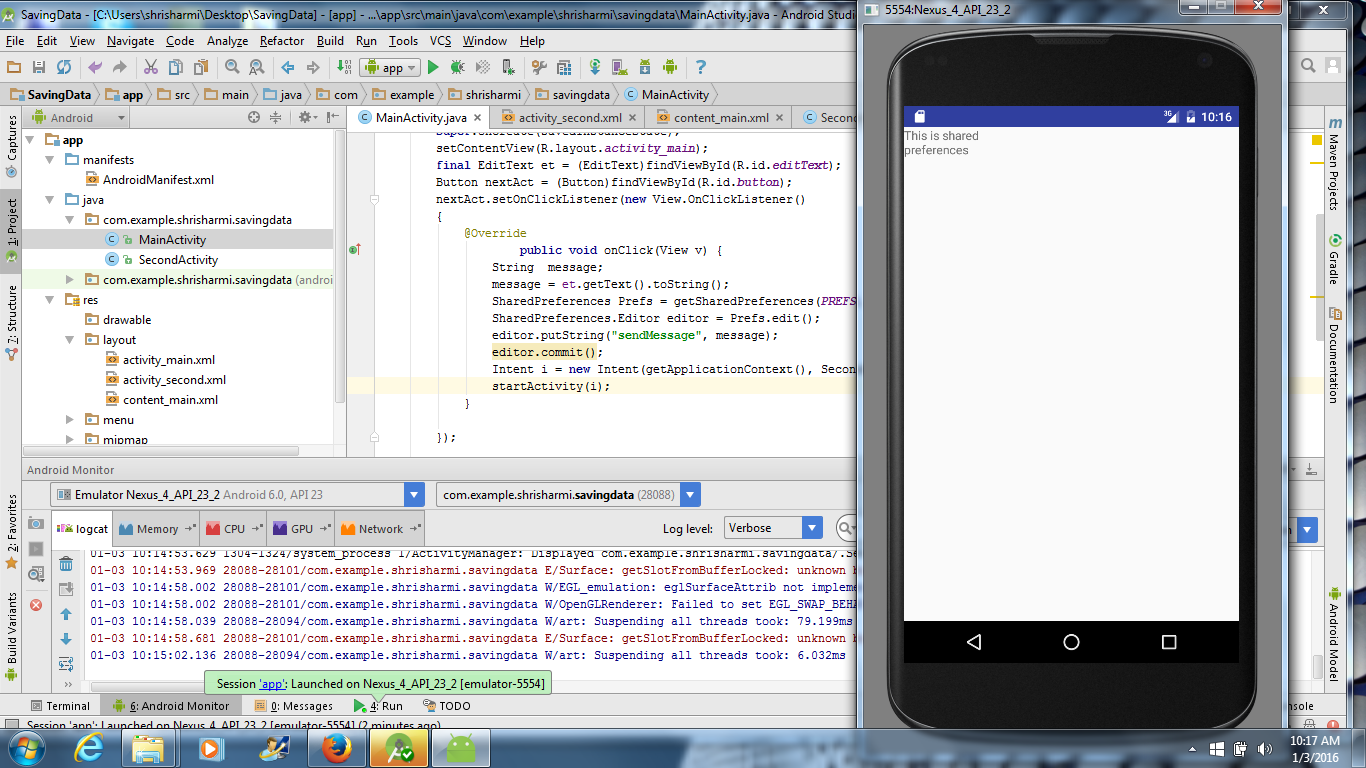 SavingData - [C:\Users\shrisharmi\Desktop\SavingData] - [app] - ...\app\src\main\java\com\example\shrisharmi\savingdata\MainActivity.java - Android Studi
File Edit View Navigate Code Analyze Refactor Build Run Tools VCS Window Help
app
SavingData app src main java com example shrisharmi savingdata MainActivity
Android
MainActivity.java activity_second.xml content_main.xml Second
1: Project
Captures
7: Structure
2: Favorites
Build Variants
app
manifests
AndroidManifest.xml
java
com.example.shrisharmi.savingdata
MainActivity
SecondActivity
com.example.shrisharmi.savingdata (androi
res
drawable
layout
activity_main.xml
activity_second.xml
content_main.xml
menu
mipmap
super.onCreate(savedInstanceState);
setContentView(R.layout.activity_main);
final EditText et = (EditText)findViewById(R.id.editText);
Button nextAct = (Button)findViewById(R.id.button);
nextAct.setOnClickListener(new View.OnClickListener()
{
@Override
public void onClick(View v) {
String message;
message = et.getText().toString();
SharedPreferences Prefs = getSharedPreferences(PREFS
SharedPreferences.Editor editor = Prefs.edit();
editor.putString("sendMessage", message);
editor.commit();
Intent i = new Intent(getApplicationContext(), Secon
startActivity(i);
}
});
Android Monitor
Emulator Nexus_4_API_23_2 Android 6.0, API 23
com.example.shrisharmi.savingdata (28088)
logcat Memory CPU GPU Network
Log level: Verbose
01-03 10:14:53.629 1304-1324/system_process I/ActivityManager: Displayed com.example.shrisharmi.savingdata/.Se
01-03 10:14:53.969 28088-28101/com.example.shrisharmi.savingdata E/Surface: getSlotFromBufferLocked: unknown b
01-03 10:14:58.002 28088-28101/com.example.shrisharmi.savingdata W/EGL_emulation: eglSurfaceAttrib not impleme
01-03 10:14:58.002 28088-28101/com.example.shrisharmi.savingdata W/OpenGLRenderer: Failed to set EGL_SWAP_BEHA
01-03 10:14:58.039 28088-28094/com.example.shrisharmi.savingdata W/art: Suspending all threads took: 79.199ms
01-03 10:14:58.681 28088-28101/com.example.shrisharmi.savingdata E/Surface: getSlotFromBufferLocked: unknown b
01-03 10:15:02.136 28088-28094/com.example.shrisharmi.savingdata W/art: Suspending all threads took: 6.032ms
Session 'app': Launched on Nexus_4_API_23_2 [emulator-5554]
Terminal 6: Android Monitor 0: Messages 4: Run TODO
nsole
Session 'app': Launched on Nexus_4_API_23_2 [emulator-5554] (2 minutes ago)
5554:Nexus_4_API_23_2
3G 10:16
This is shared
preferences
Maven Projects
Gradle
Documentation
Android Model
10:17 AM
1/3/2016